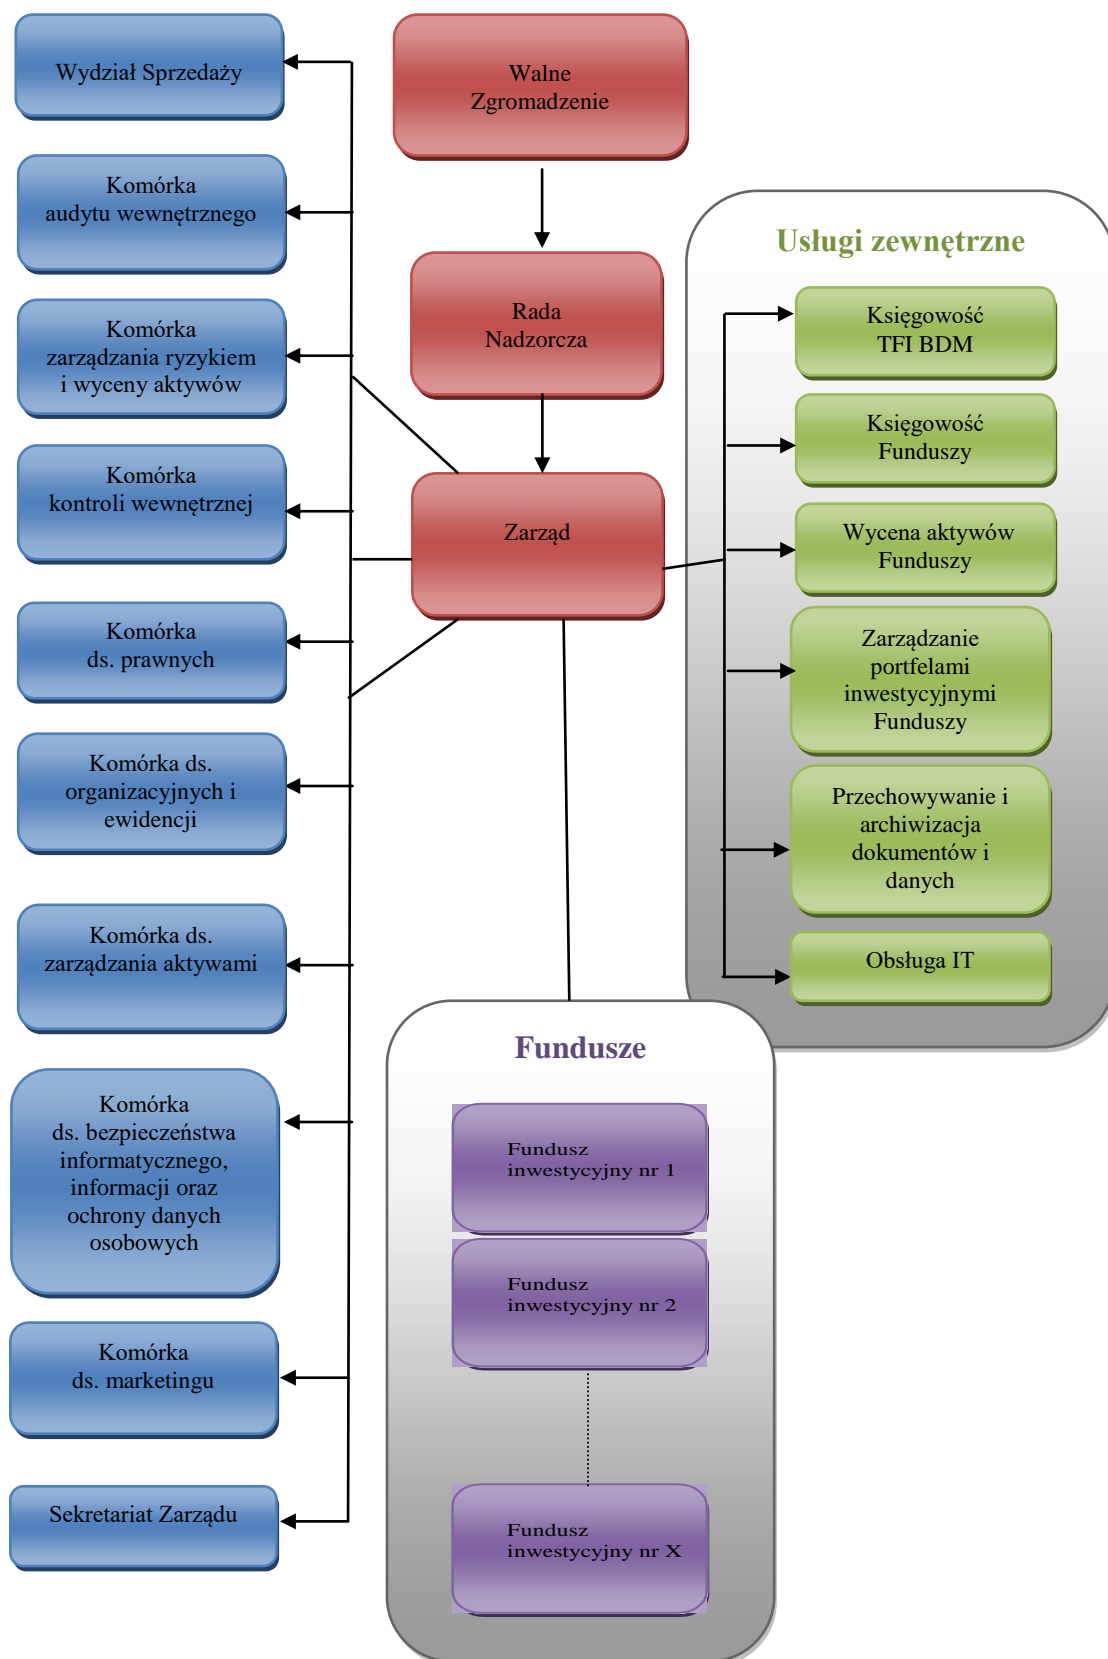 Wydział Sprzedaży
Komórka
audytu wewnętrznego
Komórka
zarządzania ryzykiem
i wyceny aktywów
Komórka
kontroli wewnętrznej
Komórka
ds. prawnych
Komórka ds.
organizacyjnych i
ewidencji
Komórka ds.
zarządzania aktywami
Komórka
ds. bezpieczeństwa
informatycznego,
informacji oraz
ochrony danych
osobowych
Komórka
ds. marketingu
Sekretariat Zarządu
Walne
Zgromadzenie
Rada
Nadzorcza
Zarząd
Usługi zewnętrzne
Księgowość
TFI BDM
Księgowość
Funduszy
Wycena aktywów
Funduszy
Zarządzanie
portfelami
inwestycyjnymi
Funduszy
Przechowywanie i
archiwizacja
dokumentów i
danych
Obsługa IT
Fundusze
Fundusz
inwestycyjny nr 1
Fundusz
inwestycyjny nr 2
Fundusz
inwestycyjny nr X